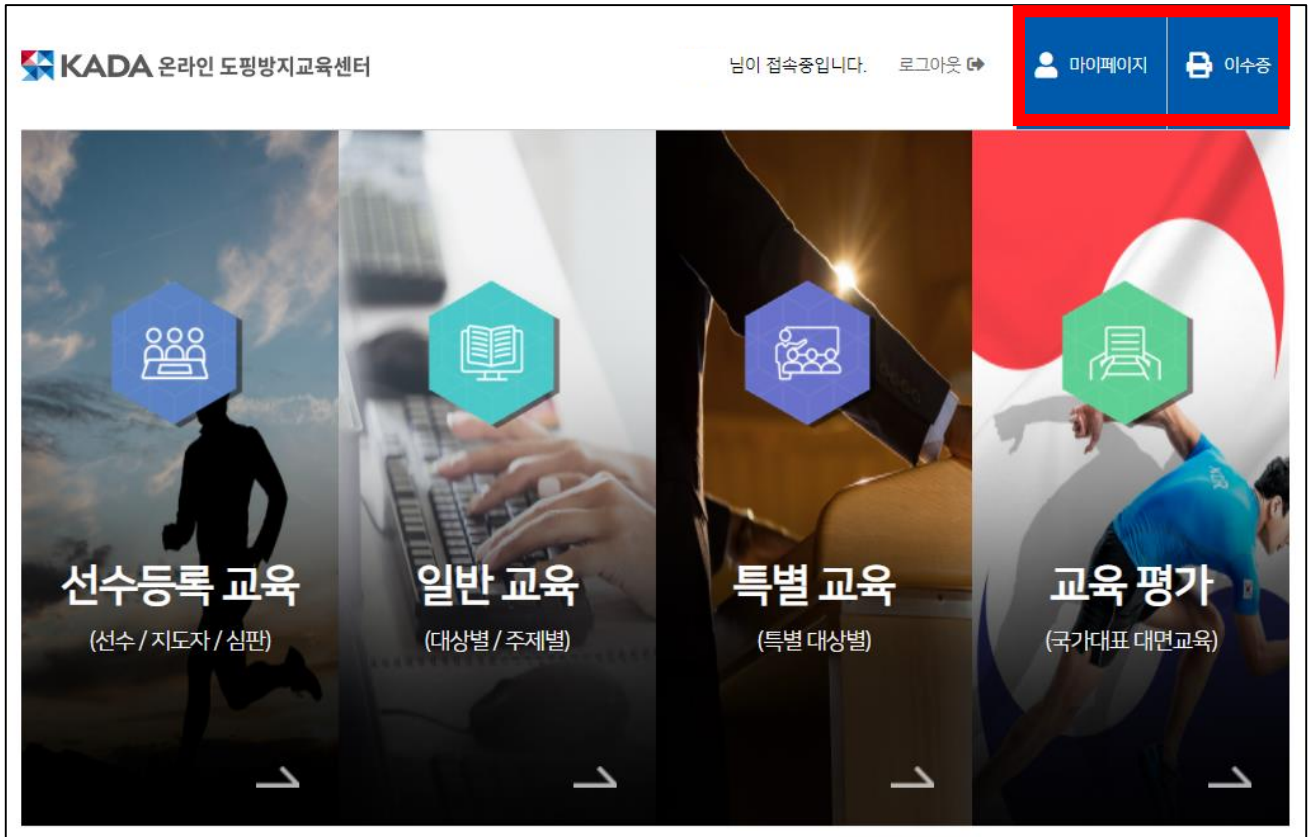 KADA 온라인 도핑방지교육센터
님이 접속중입니다. 로그아웃
마이페이지
이수증
선수등록 교육
(선수 / 지도자 / 심판)
일반 교육
(대상별 / 주제별)
특별 교육
(특별 대상별)
교육 평가
(국가대표 대면교육)
KOR